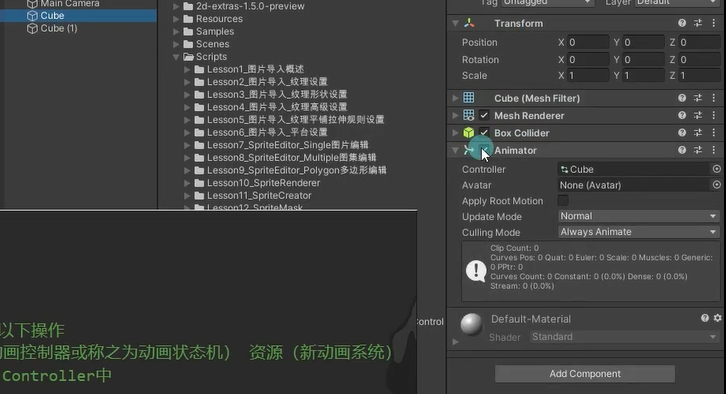 Main Camera
Cube
Cube (1)
2d-extras-1.5.0-preview
Resources
Samples
Scenes
Scripts
Lesson1_图片导入概述
Lesson2_图片导入_纹理设置
Lesson3_图片导入_纹理形状设置
Lesson4_图片导入_纹理高级设置
Lesson5_图片导入_纹理平铺拉伸规则设置
Lesson6_图片导入_平台设置
Lesson7_SpriteEditor_Single图片编辑
Lesson8_SpriteEditor_Multiple图集编辑
Lesson9_SpriteEditor_Polygon多边形编辑
Lesson10_SpriteRenderer
Lesson11_SpriteCreator
Lesson12_SpriteMask
以下操作
动画控制器或称之为动画状态机） 资源（新动画系统）
Controller中
Control
Tag Untagged Layer Default
Transform
Position X 0 Y 0 Z 0
Rotation X 0 Y 0 Z 0
Scale X 1 Y 1 Z 1
Cube (Mesh Filter)
Mesh Renderer
Box Collider
Animator
Controller Cube
Avatar None (Avatar)
Apply Root Motion
Update Mode Normal
Culling Mode Always Animate
Clip Count: 0
Curves Pos: 0 Quat: 0 Euler: 0 Scale: 0 Muscles: 0 Generic:
0 PPtr: 0
Curves Count: 0 Constant: 0 (0.0%) Dense: 0 (0.0%)
Stream: 0 (0.0%)
Default-Material
Shader Standard
Add Component